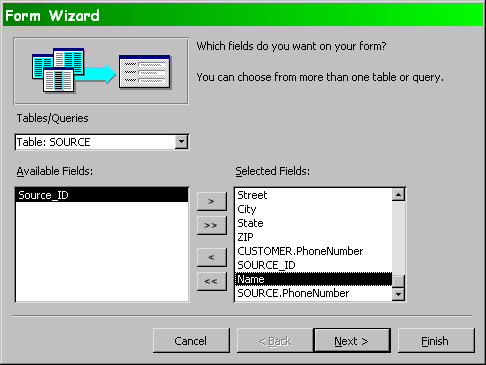 Form Wizard
Which fields do you want on your form?
You can choose from more than one table or query.
Tables/Queries
Table: SOURCE
Available Fields:
Selected Fields:
Source_ID
>
>>
<
<<
Street
City
State
ZIP
CUSTOMER.PhoneNumber
SOURCE_ID
Name
SOURCE.PhoneNumber
Cancel
< Back
Next >
Finish